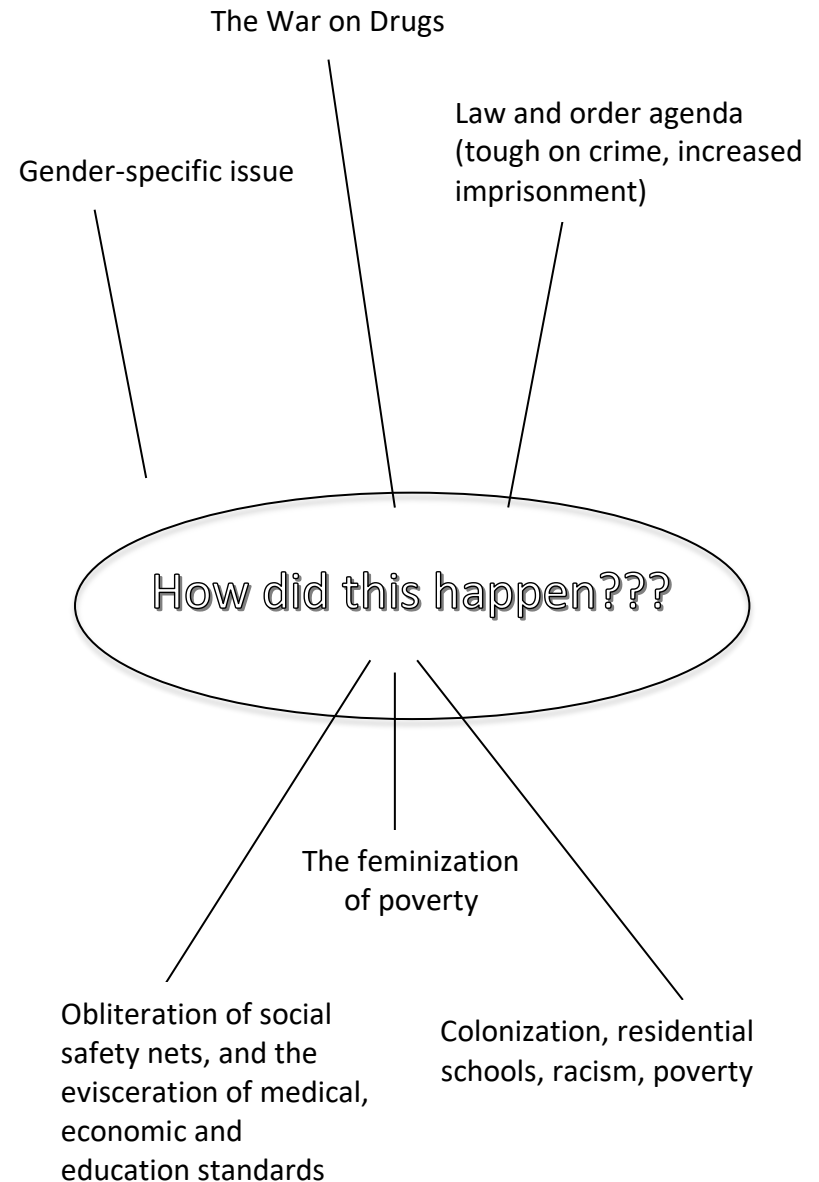 The War on Drugs
Law and order agenda
(tough on crime, increased
imprisonment)
Gender-specific issue
How did this happen???
The feminization
of poverty
Obliteration of social
safety nets, and the
evisceration of medical,
economic and
education standards
Colonization, residential
schools, racism, poverty